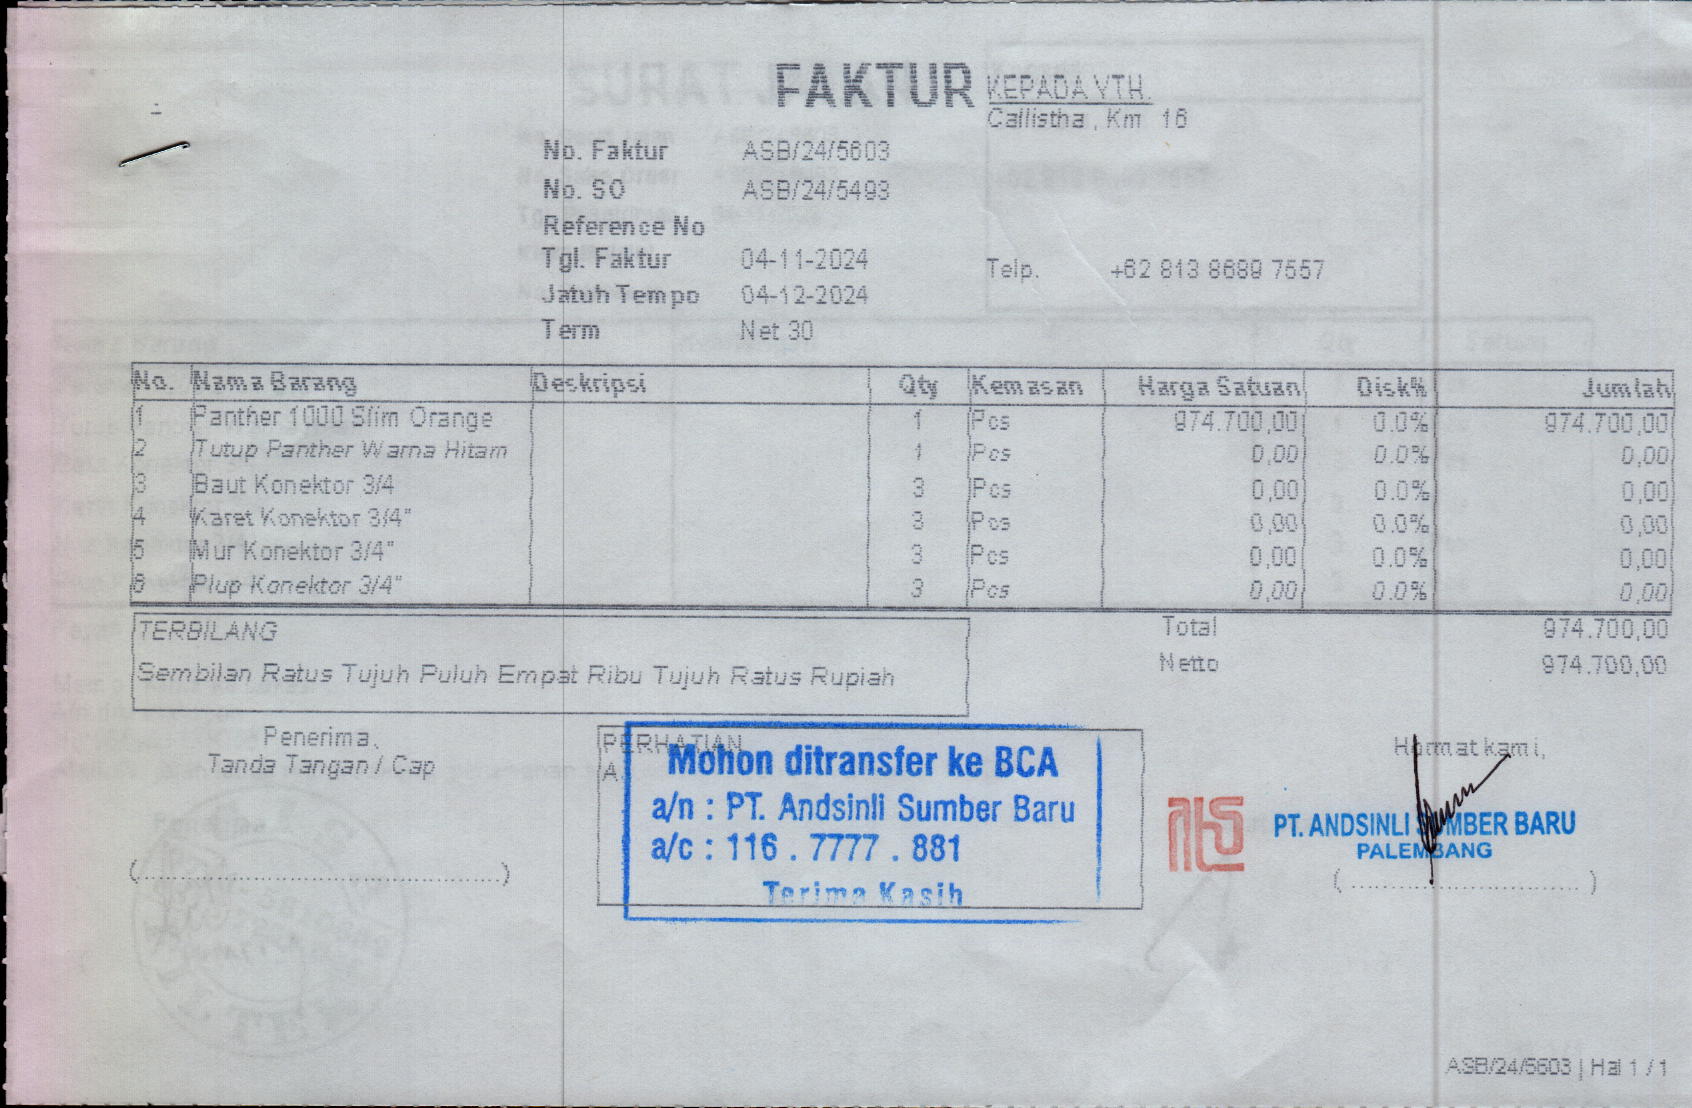 FAKTUR
KEPADA YTH.
Callistha , Km 16
No. Faktur ASB/24/5603
No. SO ASB/24/5493
Reference No
Tgl. Faktur 04-11-2024
Telp. +62 813 8689 7557
Jatuh Tempo 04-12-2024
Term Net 30
No. Nama Barang Deskripsi Qty Kemasan Harga Satuan Disk% Jumlah
1 Panther 1000 Slim Orange 1 Pcs 974.700,00 0.0% 974.700,00
2 Tutup Panther Warna Hitam 1 Pcs 0,00 0.0% 0,00
3 Baut Konektor 3/4 3 Pcs 0,00 0.0% 0,00
4 Karet Konektor 3/4" 3 Pcs 0,00 0.0% 0,00
5 Mur Konektor 3/4" 3 Pcs 0,00 0.0% 0,00
6 Plup Konektor 3/4" 3 Pcs 0,00 0.0% 0,00
TERBILANG
Sembilan Ratus Tujuh Puluh Empat Ribu Tujuh Ratus Rupiah
Total 974.700,00
Netto 974.700,00
Penerima,
Tanda Tangan / Cap
(..............................................)
PERHATIAN
A.
Mohon ditransfer ke BCA
a/n : PT. Andsinli Sumber Baru
a/c : 116 . 7777 . 881
Terima Kasih
Hormat kami,
PT. ANDSINLI SUMBER BARU
PALEMBANG
( ............................. )
ASB/24/5603 | Hal 1 / 1